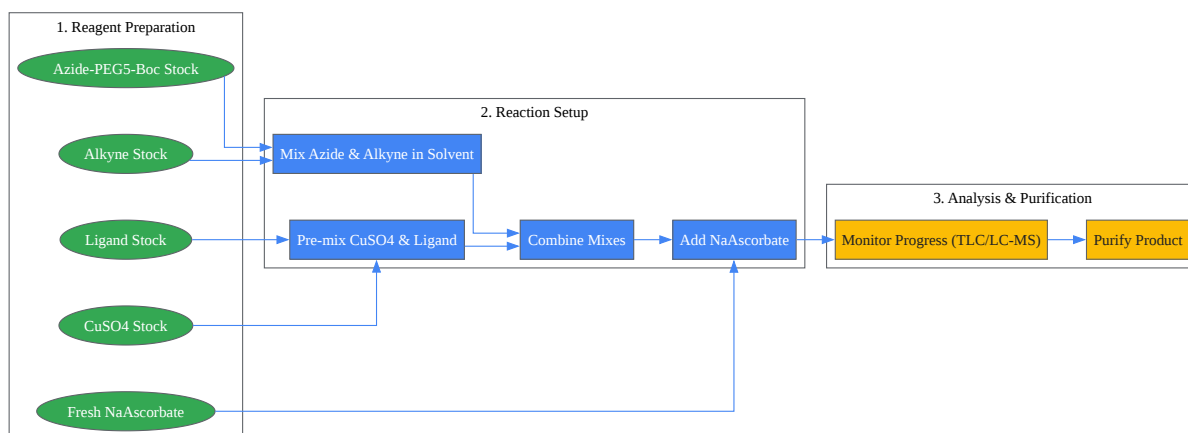 1. Reagent Preparation
Azide-PEG5-Boc Stock
Alkyne Stock
Ligand Stock
CuSO4 Stock
Fresh NaAscorbate
2. Reaction Setup
Mix Azide & Alkyne in Solvent
Pre-mix CuSO4 & Ligand
Combine Mixes
Add NaAscorbate
3. Analysis & Purification
Monitor Progress (TLC/LC-MS)
Purify Product